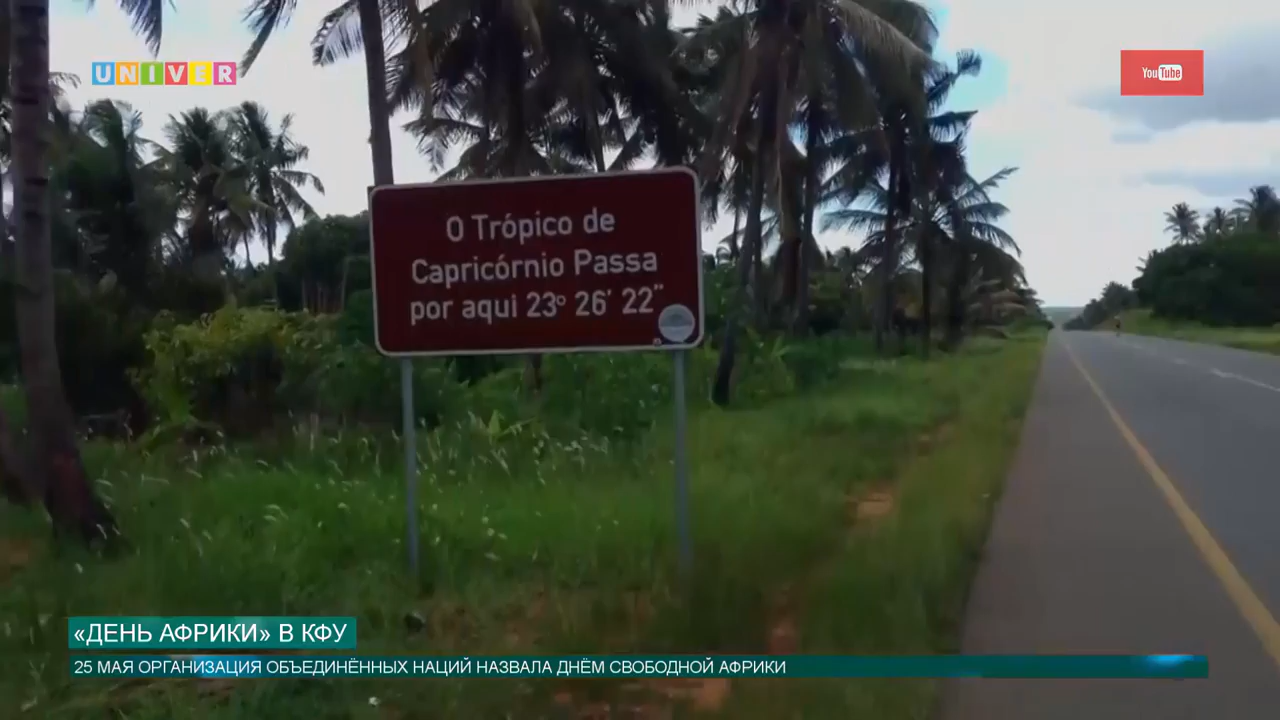 UNIVER
YouTube
O Trópico de
Capricórnio Passa
por aqui 23º 26' 22"
«ДЕНЬ АФРИКИ» В КФУ
25 МАЯ ОРГАНИЗАЦИЯ ОБЪЕДИНЁННЫХ НАЦИЙ НАЗВАЛА ДНЁМ СВОБОДНОЙ АФРИКИ